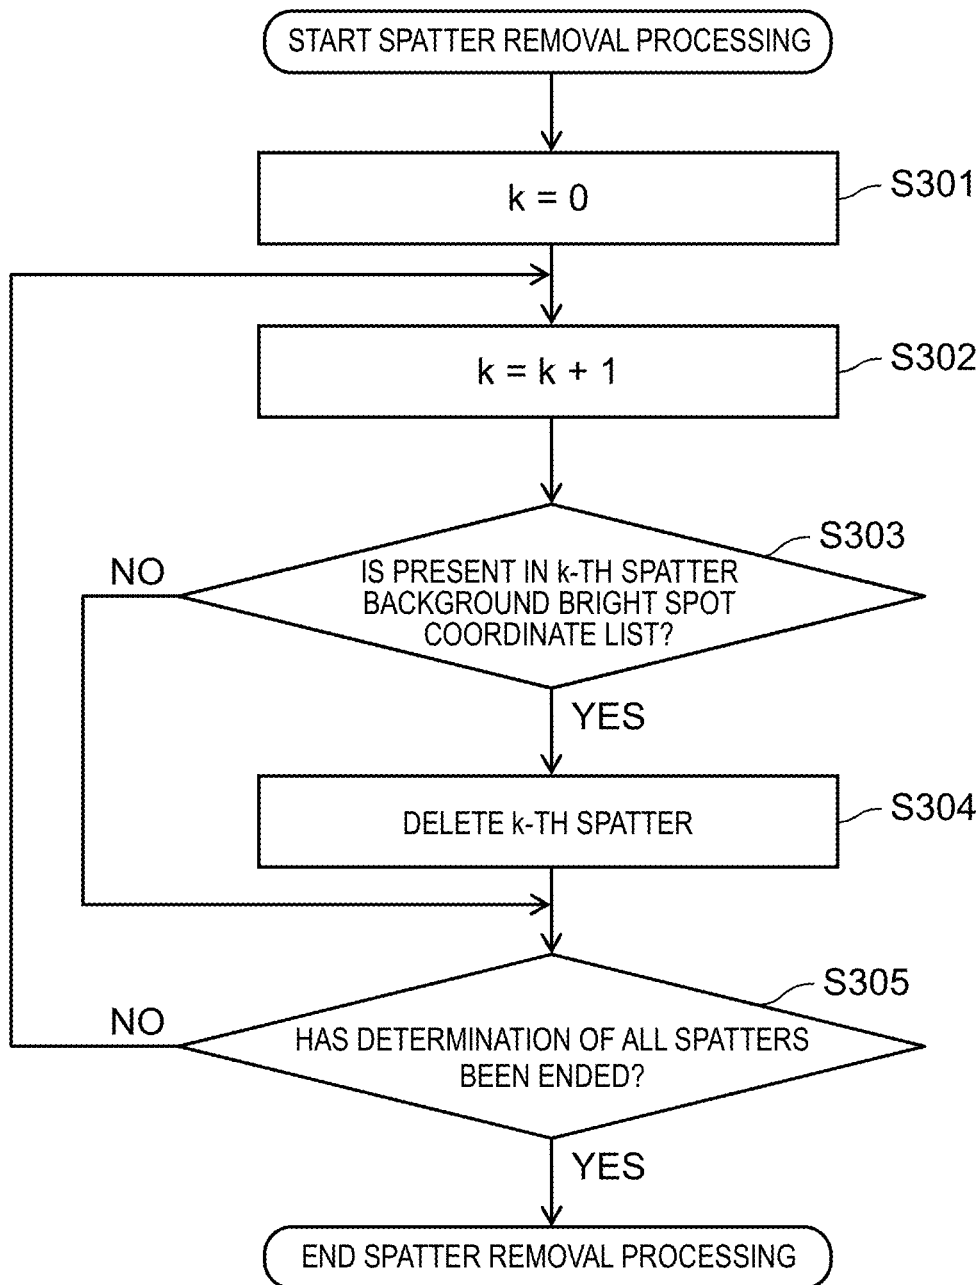 START SPATTER REMOVAL PROCESSING
k = 0
S301
k = k + 1
S302
S303
NO
IS PRESENT IN k-TH SPATTER
BACKGROUND BRIGHT SPOT
COORDINATE LIST?
YES
DELETE k-TH SPATTER
S304
S305
NO
HAS DETERMINATION OF ALL SPATTERS
BEEN ENDED?
YES
END SPATTER REMOVAL PROCESSING